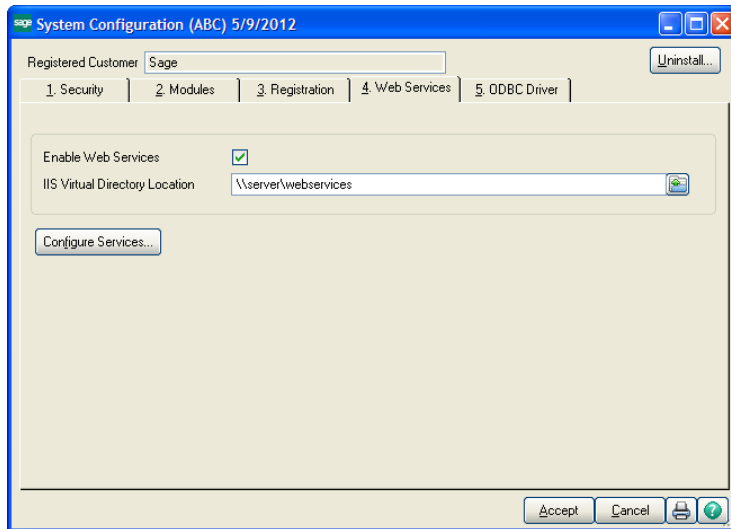 sage System Configuration (ABC) 5/9/2012
Registered Customer Sage Uninstall...
1. Security 2. Modules 3. Registration 4. Web Services 5. ODBC Driver
Enable Web Services
IIS Virtual Directory Location \\server\webservices
Configure Services...
Accept Cancel ?